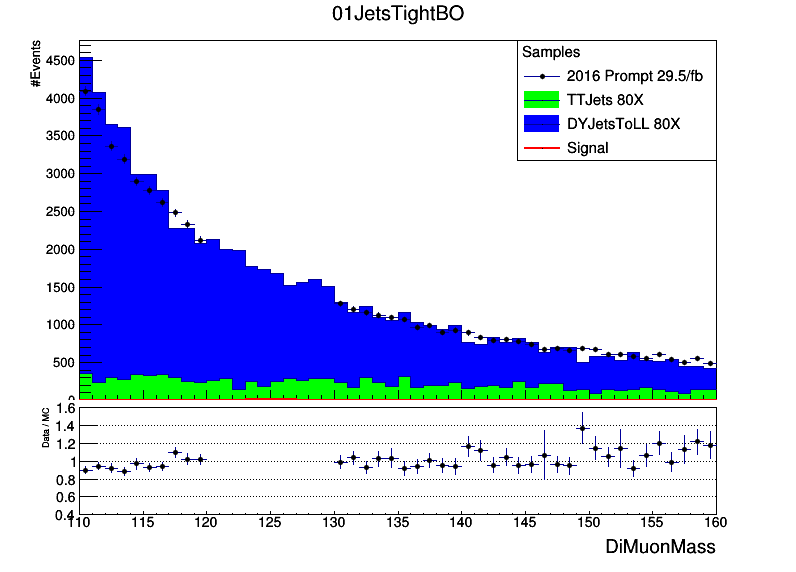 01JetsTightBO
#Events
4500
4000
3500
3000
2500
2000
1500
1000
500
0
Samples
2016 Prompt 29.5/fb
TTJets 80X
DYJetsToLL 80X
Signal
Data / MC
1.6
1.4
1.2
1
0.8
0.6
0.4
110 115 120 125 130 135 140 145 150 155 160
DiMuonMass